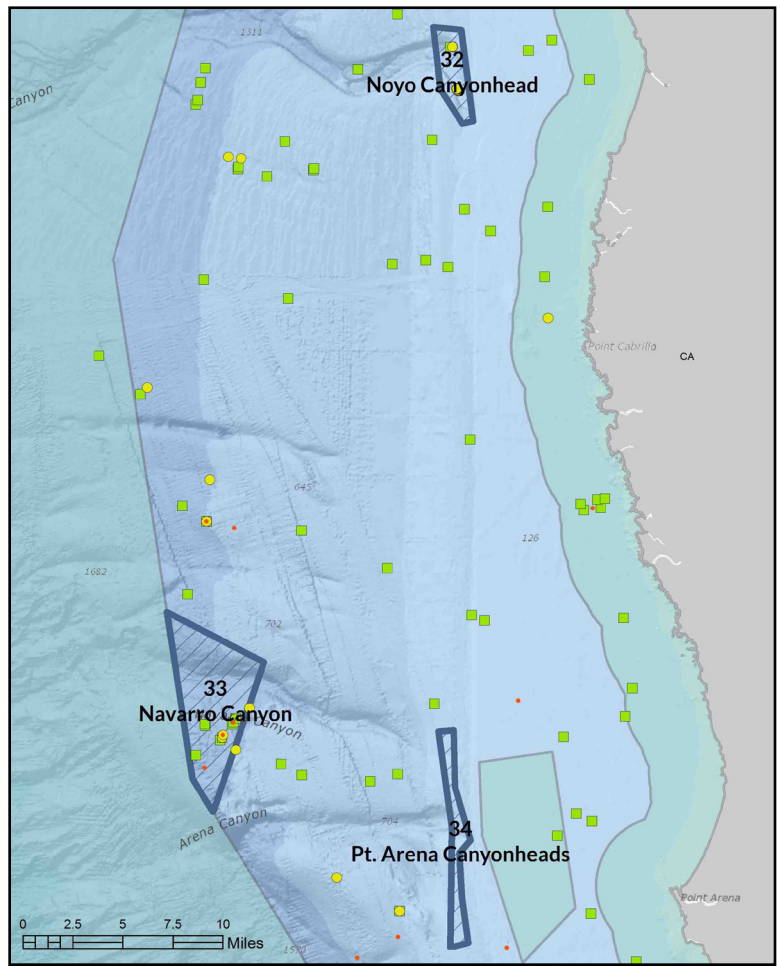 1311
32
Noyo Canyonhead
Canyon
Point Cabrillo
CA
645
126
1682
702
33
Navarro Canyon
Canyon
Arena Canyon
704
34
Pt. Arena Canyonheads
Point Arena
0 2.5 5 7.5 10
Miles